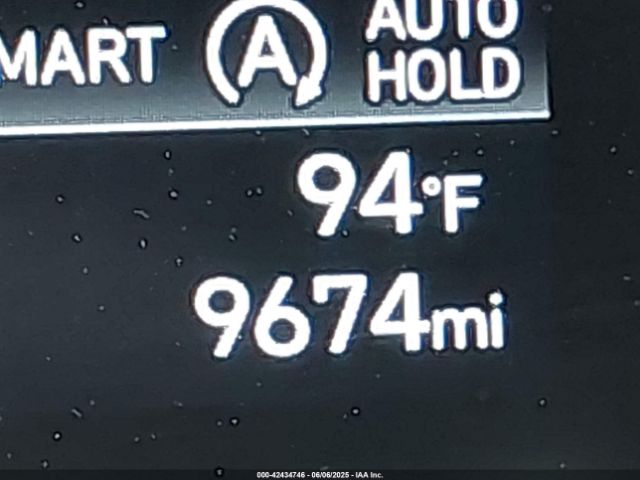 MART A AUTO
HOLD
94°F
9674mi
000-42434746 - 06/06/2025 - IAA Inc.